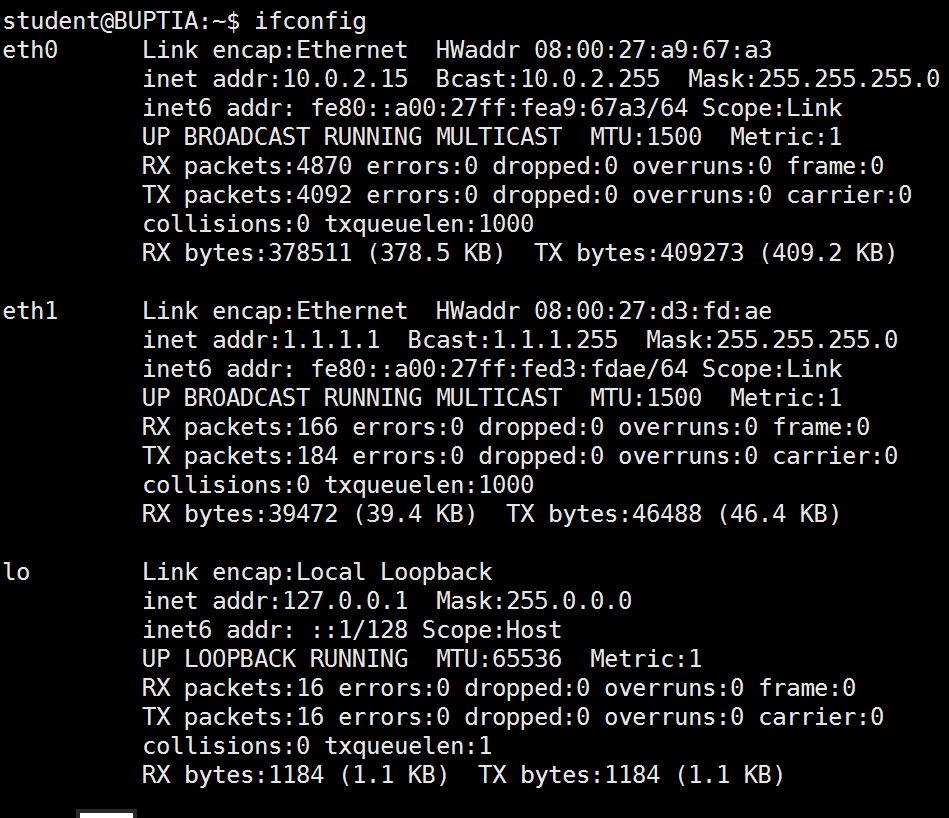 student@BUPTIA:~$ ifconfig
eth0      Link encap:Ethernet  HWaddr 08:00:27:a9:67:a3
          inet addr:10.0.2.15  Bcast:10.0.2.255  Mask:255.255.255.0
          inet6 addr: fe80::a00:27ff:fea9:67a3/64 Scope:Link
          UP BROADCAST RUNNING MULTICAST  MTU:1500  Metric:1
          RX packets:4870 errors:0 dropped:0 overruns:0 frame:0
          TX packets:4092 errors:0 dropped:0 overruns:0 carrier:0
          collisions:0 txqueuelen:1000
          RX bytes:378511 (378.5 KB)  TX bytes:409273 (409.2 KB)

eth1      Link encap:Ethernet  HWaddr 08:00:27:d3:fd:ae
          inet addr:1.1.1.1  Bcast:1.1.1.255  Mask:255.255.255.0
          inet6 addr: fe80::a00:27ff:fed3:fdae/64 Scope:Link
          UP BROADCAST RUNNING MULTICAST  MTU:1500  Metric:1
          RX packets:166 errors:0 dropped:0 overruns:0 frame:0
          TX packets:184 errors:0 dropped:0 overruns:0 carrier:0
          collisions:0 txqueuelen:1000
          RX bytes:39472 (39.4 KB)  TX bytes:46488 (46.4 KB)

lo        Link encap:Local Loopback
          inet addr:127.0.0.1  Mask:255.0.0.0
          inet6 addr: ::1/128 Scope:Host
          UP LOOPBACK RUNNING  MTU:65536  Metric:1
          RX packets:16 errors:0 dropped:0 overruns:0 frame:0
          TX packets:16 errors:0 dropped:0 overruns:0 carrier:0
          collisions:0 txqueuelen:1
          RX bytes:1184 (1.1 KB)  TX bytes:1184 (1.1 KB)